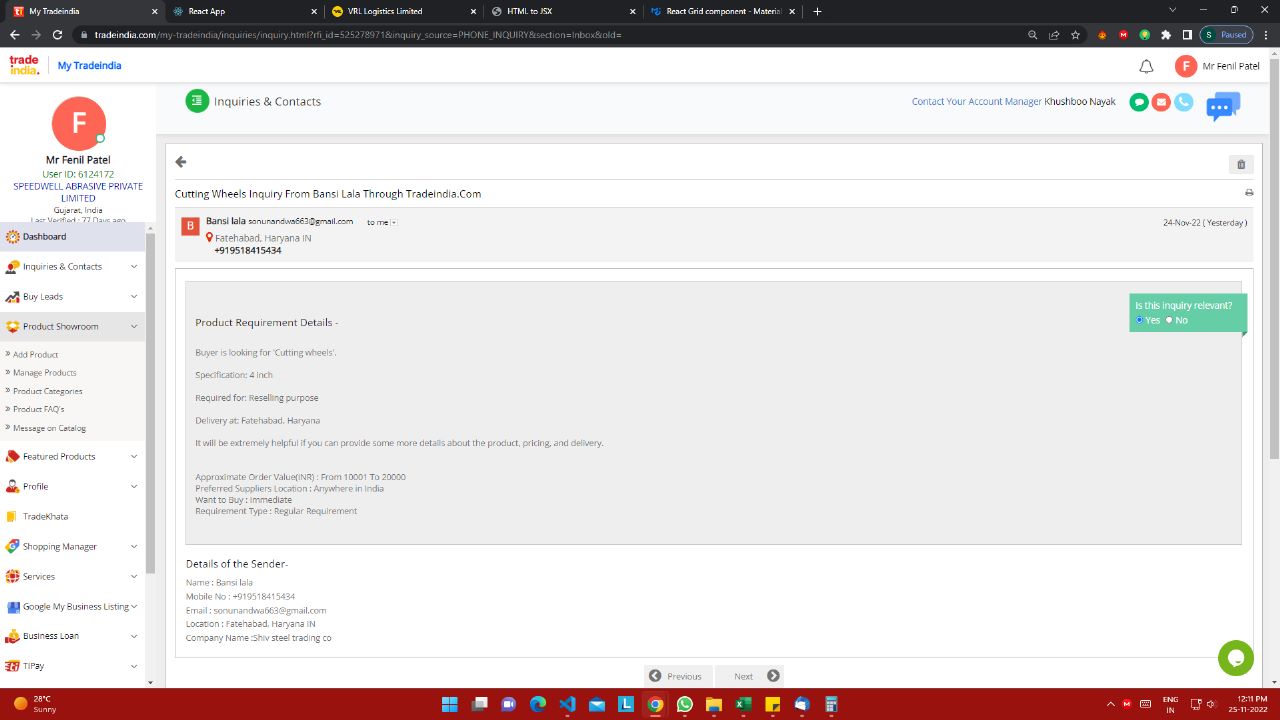 My Tradeindia
React App
VRL Logistics Limited
HTML to JSX
React Grid component - Material
tradeindia.com/my-tradeindia/inquiries/inquiry.html?rfi_id=525278971&inquiry_source=PHONE_INQUIRY&section=Inbox&old=
S Paused
trade india.
My Tradeindia
F Mr Fenil Patel
F
Mr Fenil Patel
User ID: 6124172
SPEEDWELL ABRASIVE PRIVATE
LIMITED
Gujarat, India
Last Verified : 77 Days ago
Inquiries & Contacts
Contact Your Account Manager Khushboo Nayak
Dashboard
Inquiries & Contacts
Buy Leads
Product Showroom
» Add Product
» Manage Products
» Product Categories
» Product FAQ's
» Message on Catalog
Featured Products
Profile
TradeKhata
Shopping Manager
Services
Google My Business Listing
Business Loan
TIPay
Cutting Wheels Inquiry From Bansi Lala Through Tradeindia.Com
B
Bansi lala sonunandwa663@gmail.com to me
24-Nov-22 ( Yesterday )
Fatehabad, Haryana IN
+919518415434
Is this inquiry relevant?
Yes No
Product Requirement Details -
Buyer is looking for 'Cutting wheels'.
Specification: 4 Inch
Required for: Reselling purpose
Delivery at: Fatehabad, Haryana
It will be extremely helpful if you can provide some more details about the product, pricing, and delivery.
Approximate Order Value(INR) : From 10001 To 20000
Preferred Suppliers Location : Anywhere in India
Want to Buy : Immediate
Requirement Type : Regular Requirement
Details of the Sender-
Name : Bansi lala
Mobile No : +919518415434
Email : sonunandwa663@gmail.com
Location : Fatehabad, Haryana IN
Company Name :Shiv steel trading co
Previous
Next
28°C
Sunny
ENG
IN
12:11 PM
25-11-2022